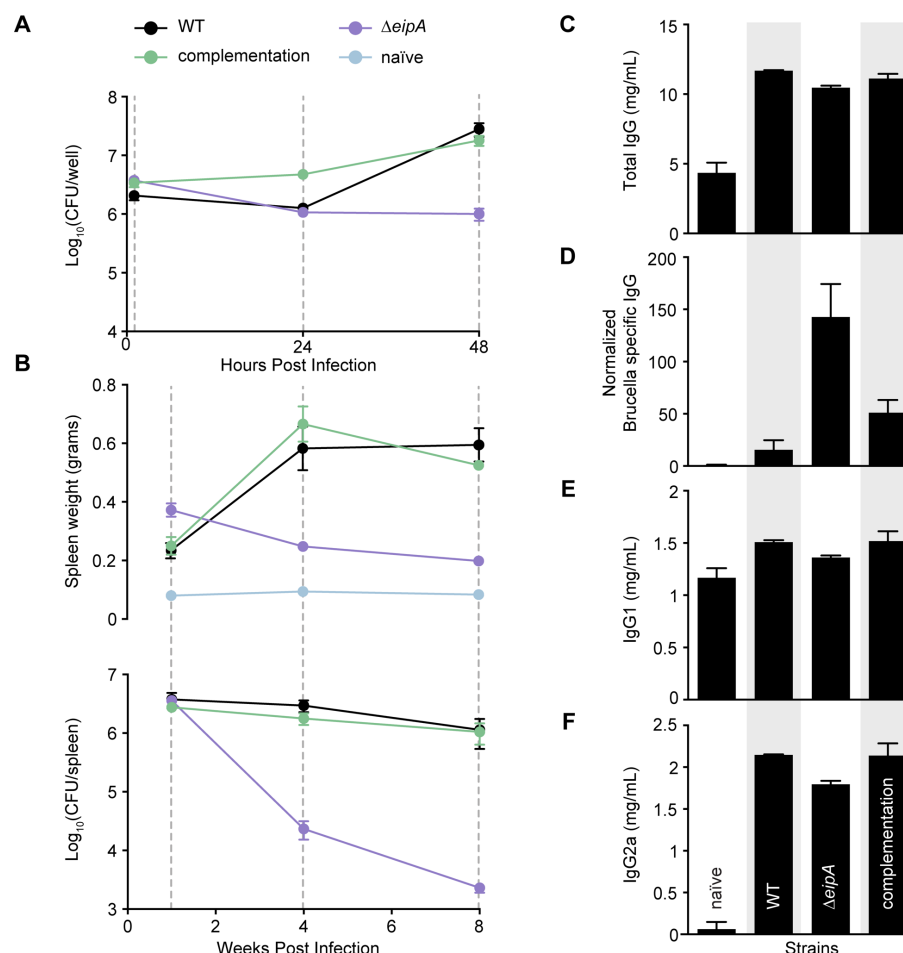 A
WT
ΔeipA
complementation
naïve
8
7
6
5
4
Log10(CFU/well)
0
24
48
Hours Post Infection
B
0.8
0.6
0.4
0.2
0
Spleen weight (grams)
7
6
5
4
3
Log10(CFU/spleen)
0
2
4
6
8
Weeks Post Infection
C
15
10
5
0
Total IgG (mg/mL)
D
200
150
100
50
0
Normalized
Brucella specific IgG
E
2
1.5
1
0.5
0
IgG1 (mg/mL)
F
2.5
2
1.5
1
0.5
0
IgG2a (mg/mL)
naïve
WT
ΔeipA
complementation
Strains